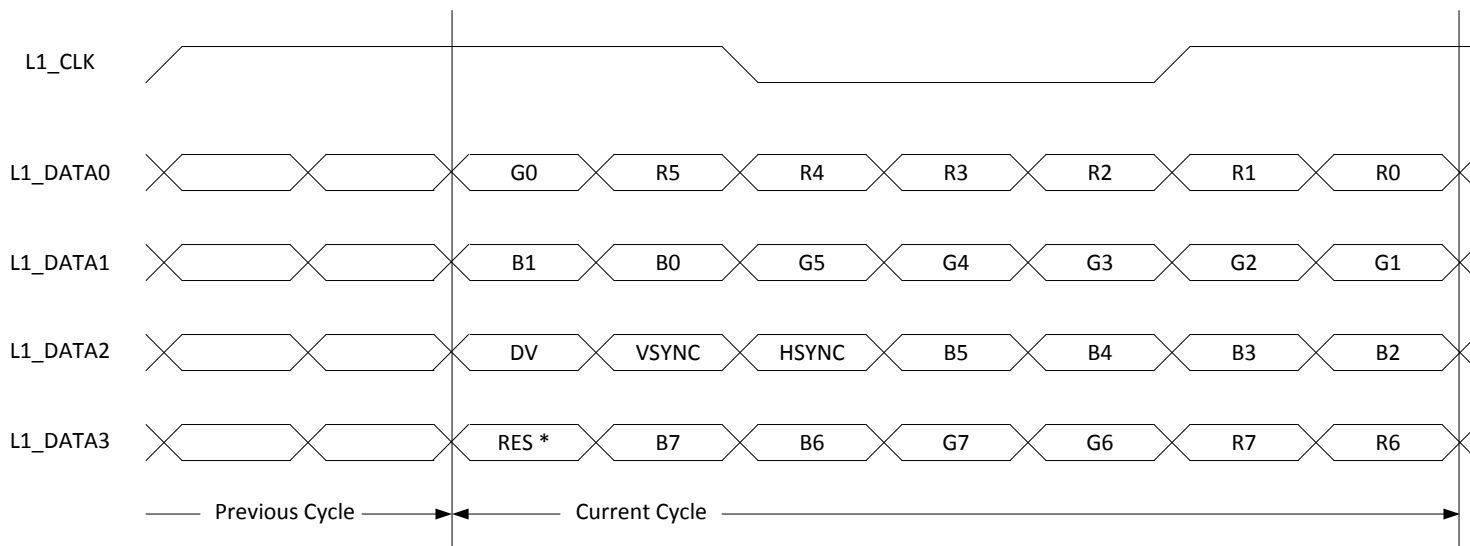 L1_CLK
L1_DATA0 G0 R5 R4 R3 R2 R1 R0
L1_DATA1 B1 B0 G5 G4 G3 G2 G1
L1_DATA2 DV VSYNC HSYNC B5 B4 B3 B2
L1_DATA3 RES * B7 B6 G7 G6 R7 R6
Previous Cycle Current Cycle